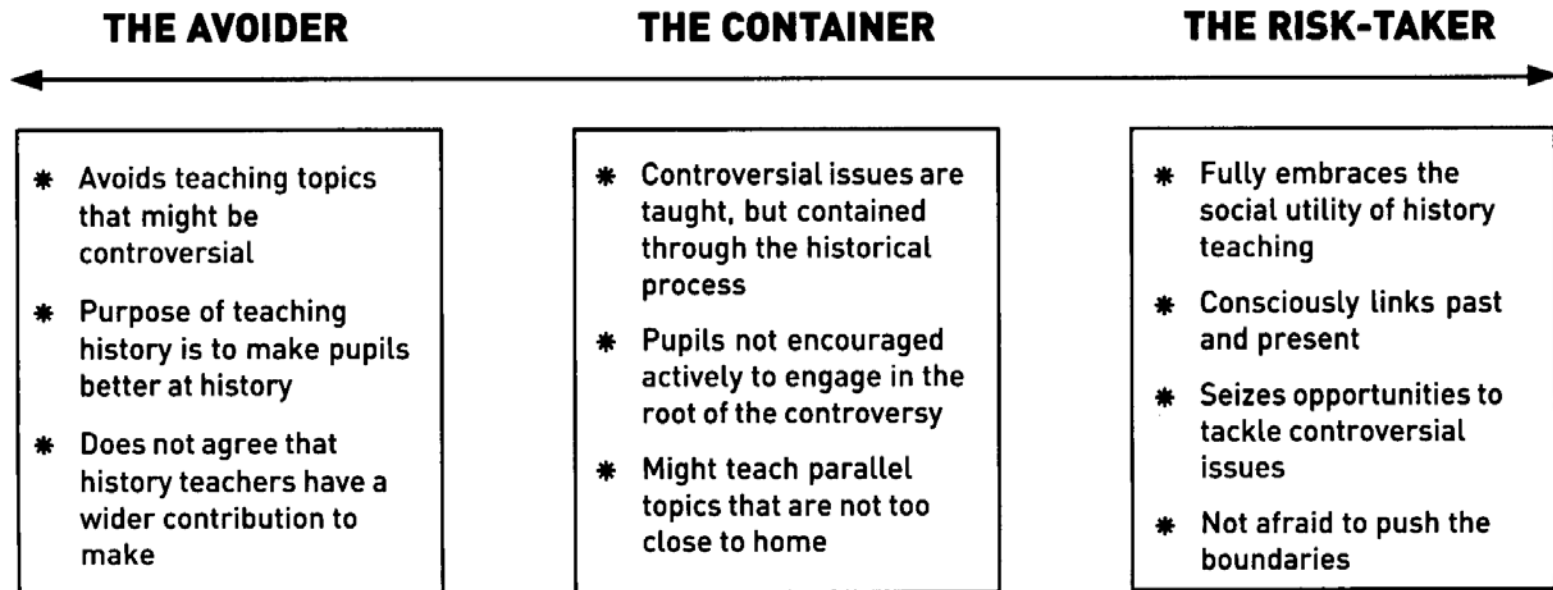 THE AVOIDER
THE CONTAINER
THE RISK-TAKER
* Avoids teaching topics
that might be
controversial
* Purpose of teaching
history is to make pupils
better at history
* Does not agree that
history teachers have a
wider contribution to
make
* Controversial issues are
taught, but contained
through the historical
process
* Pupils not encouraged
actively to engage in the
root of the controversy
* Might teach parallel
topics that are not too
close to home
* Fully embraces the
social utility of history
teaching
* Consciously links past
and present
* Seizes opportunities to
tackle controversial
issues
* Not afraid to push the
boundaries